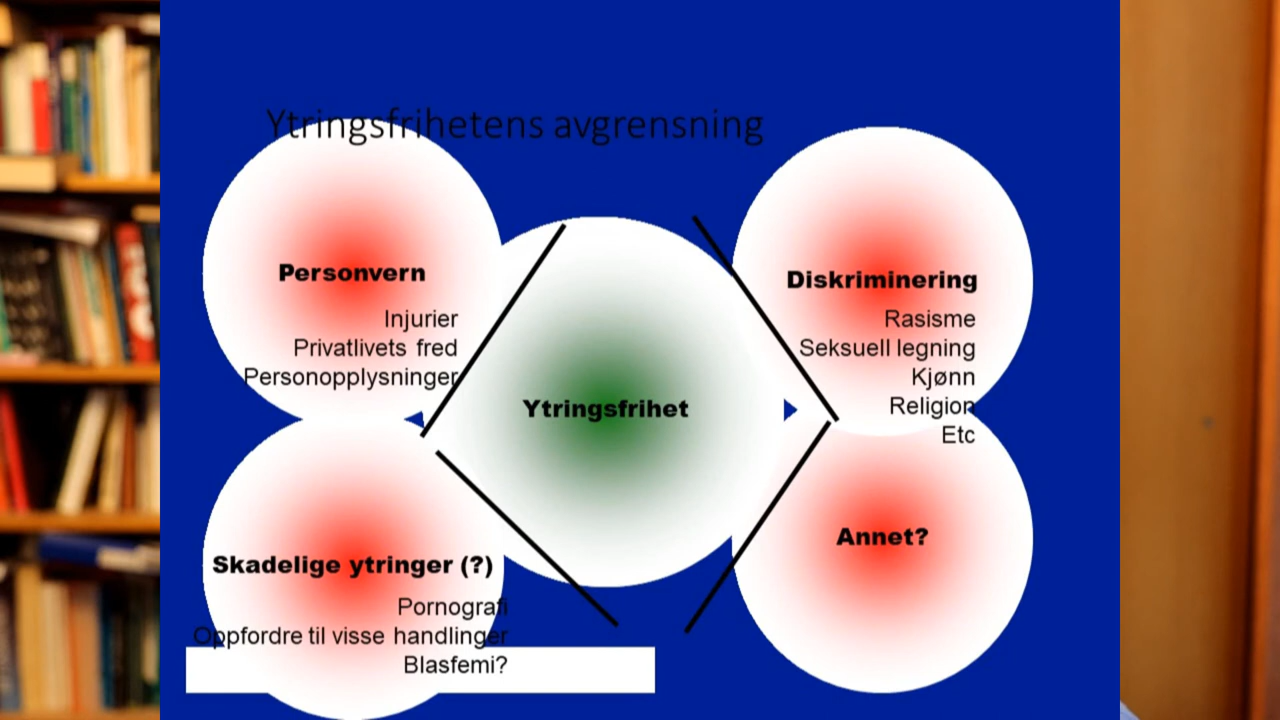 Ytringsfrihetens avgrensning
Personvern
Injurier
Privatlivets fred
Personopplysninger
Diskriminering
Rasisme
Seksuell legning
Kjønn
Religion
Etc
Ytringsfrihet
Skadelige ytringer (?)
Pornografi
Oppfordre til visse handlinger
Blasfemi?
Annet?